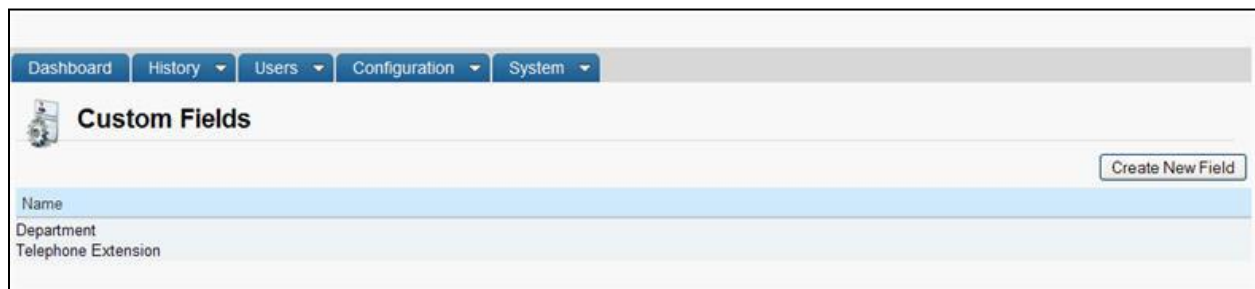 Dashboard History Users Configuration System
Custom Fields
Create New Field
Name
Department
Telephone Extension